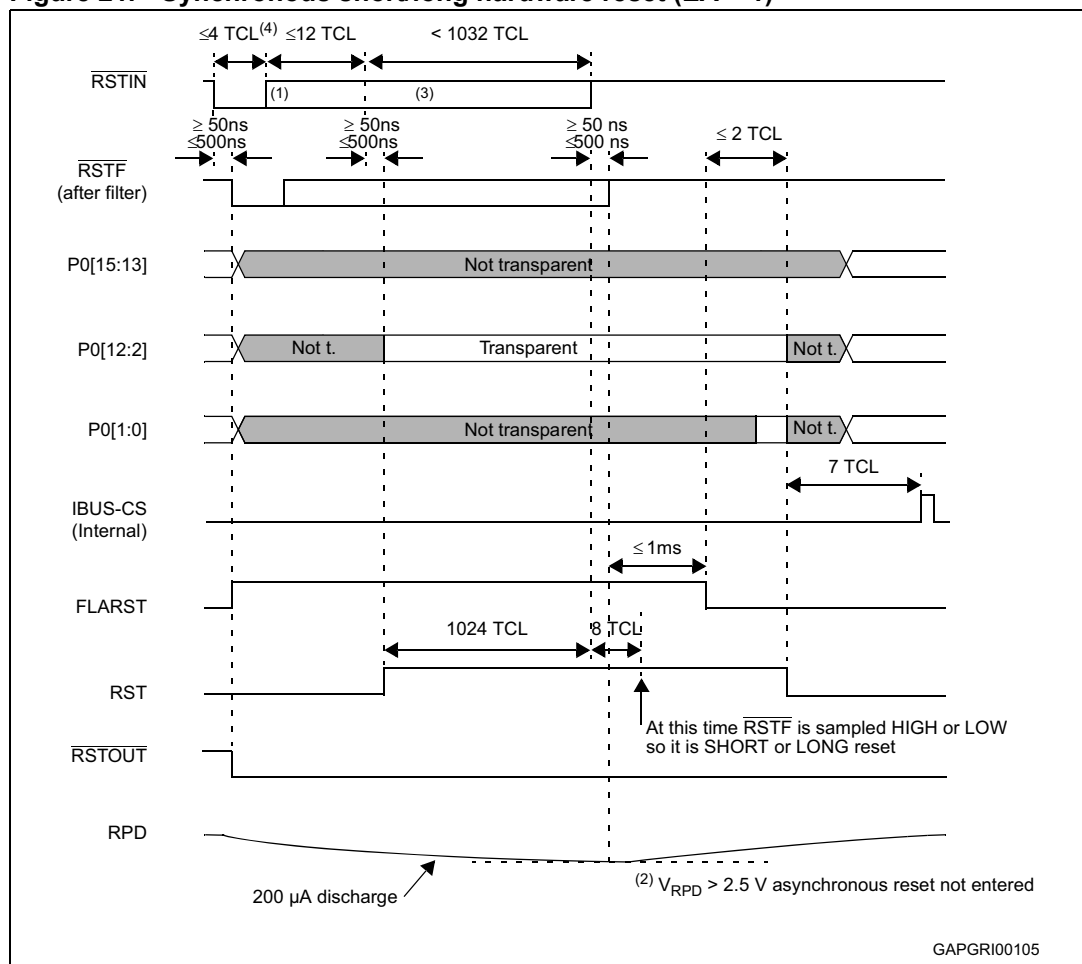 ≤4 TCL(4) ≤12 TCL < 1032 TCL
RSTIN
(1) (3)
≥ 50ns ≥ 50ns ≥ 50 ns
≤500ns ≤500ns ≤500 ns
≤ 2 TCL
RSTF
(after filter)
P0[15:13] Not transparent
P0[12:2] Not t. Transparent Not t.
P0[1:0] Not transparent Not t.
7 TCL
IBUS-CS
(Internal)
≤ 1ms
FLARST
1024 TCL 8 TCL
RST
At this time RSTF is sampled HIGH or LOW
so it is SHORT or LONG reset
RSTOUT
RPD
200 µA discharge
(2) VRPD > 2.5 V asynchronous reset not entered
GAPGRI00105